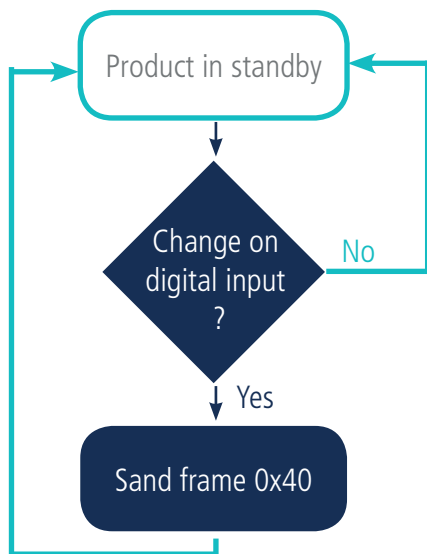 Product in standby
Change on
digital input
?
No
Yes
Sand frame 0x40